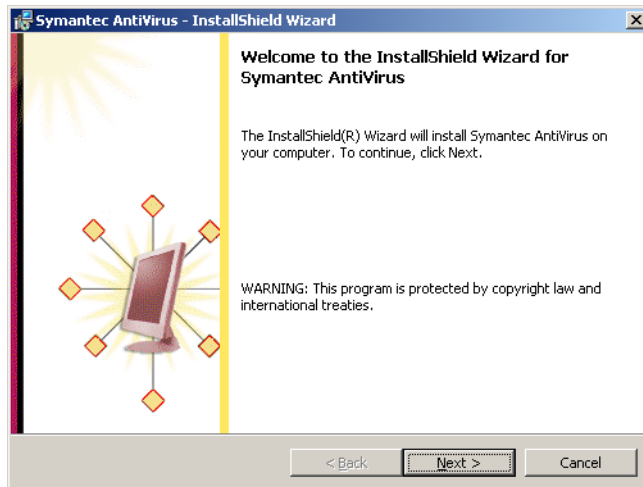 Symantec AntiVirus - InstallShield Wizard
Welcome to the InstallShield Wizard for
Symantec AntiVirus
The InstallShield(R) Wizard will install Symantec AntiVirus on
your computer. To continue, click Next.
WARNING: This program is protected by copyright law and
international treaties.
< Back
Next >
Cancel